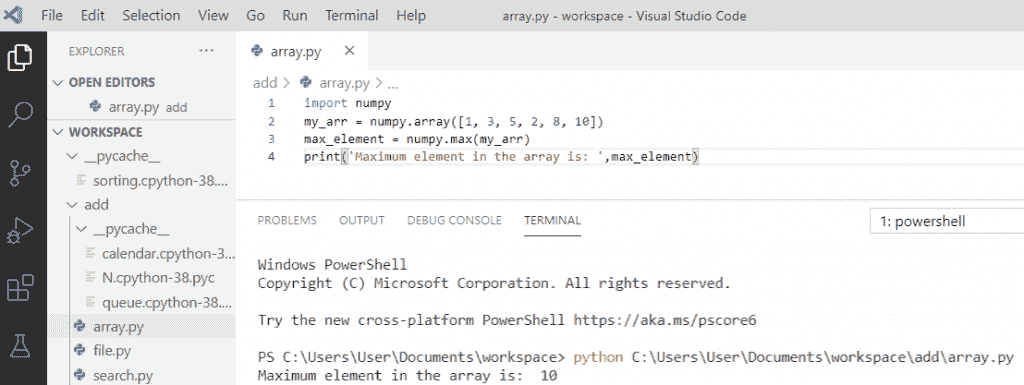 File Edit Selection View Go Run Terminal Help array.py - workspace - Visual Studio Code
EXPLORER ...
OPEN EDITORS
array.py add
WORKSPACE
__pycache__
sorting.cpython-38....
add
__pycache__
calendar.cpython-3...
N.cpython-38.pyc
queue.cpython-38....
array.py
file.py
search.py
array.py ×
add > array.py > ...
1 import numpy
2 my_arr = numpy.array([1, 3, 5, 2, 8, 10])
3 max_element = numpy.max(my_arr)
4 print('Maximum element in the array is: ',max_element)
PROBLEMS OUTPUT DEBUG CONSOLE TERMINAL 1: powershell
Windows PowerShell
Copyright (C) Microsoft Corporation. All rights reserved.
Try the new cross-platform PowerShell https://aka.ms/pscore6
PS C:\Users\User\Documents\workspace> python C:\Users\User\Documents\workspace\add\array.py
Maximum element in the array is:  10